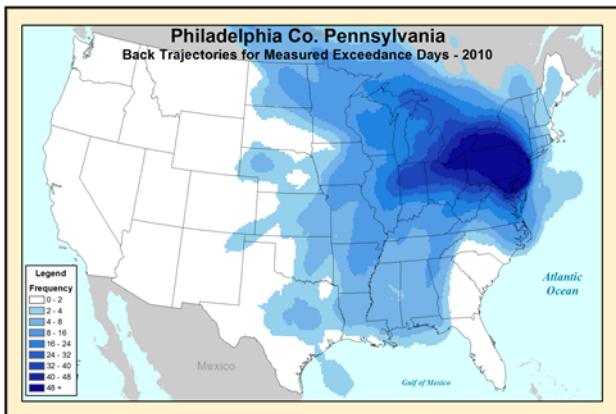 Philadelphia Co. Pennsylvania
Back Trajectories for Measured Exceedance Days - 2010
Legend
Frequency
0 - 2
2 - 4
4 - 8
8 - 16
16 - 24
24 - 32
32 - 40
40 - 48
48 +
Atlantic
Ocean
Mexico
Gulf of Mexico